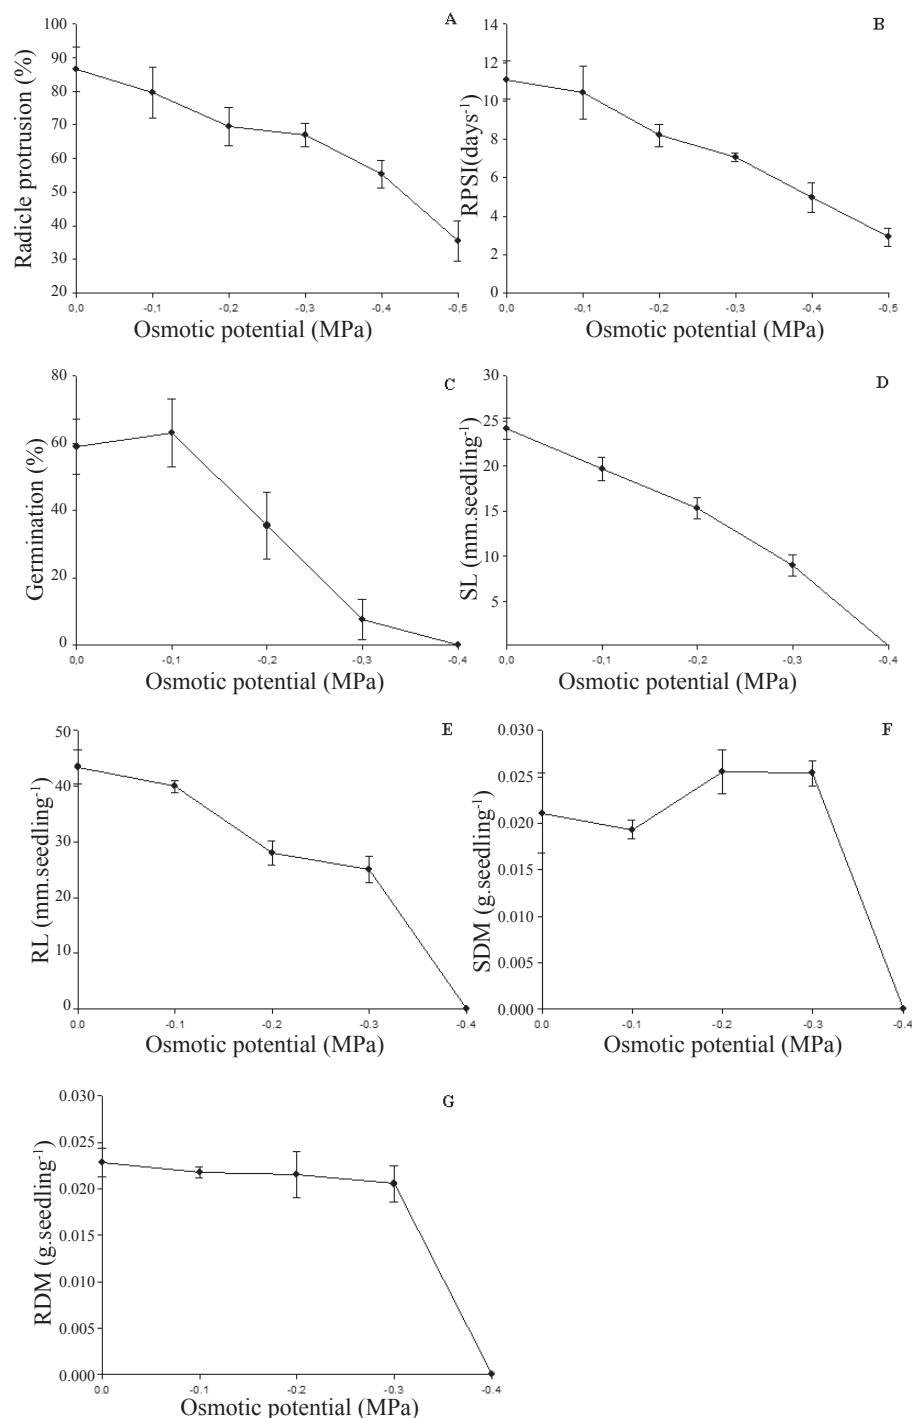 A
100
90
80
70
60
50
40
30
20
Radicle protrusion (%)
0,0 -0,1 -0,2 -0,3 -0,4 -0,5
Osmotic potential (MPa)
B
14
12
10
8
6
4
2
0
RPSI(days-1)
0,0 -0,1 -0,2 -0,3 -0,4 -0,5
Osmotic potential (MPa)
C
80
60
40
20
0
Germination (%)
0,0 -0,1 -0,2 -0,3 -0,4
Osmotic potential (MPa)
D
30
25
20
15
10
5
SL (mm.seedling-1)
0,0 -0,1 -0,2 -0,3 -0,4
Osmotic potential (MPa)
E
50
40
30
20
10
0
RL (mm.seedling-1)
0.0 -0.1 -0.2 -0.3 -0.4
Osmotic potential (MPa)
F
0.030
0.025
0.020
0.015
0.010
0.005
0.000
SDM (g.seedling-1)
0.0 -0.1 -0.2 -0.3 -0.4
Osmotic potential (MPa)
G
0.030
0.025
0.020
0.015
0.010
0.005
0.000
RDM (g.seedling-1)
0.0 -0.1 -0.2 -0.3 -0.4
Osmotic potential (MPa)